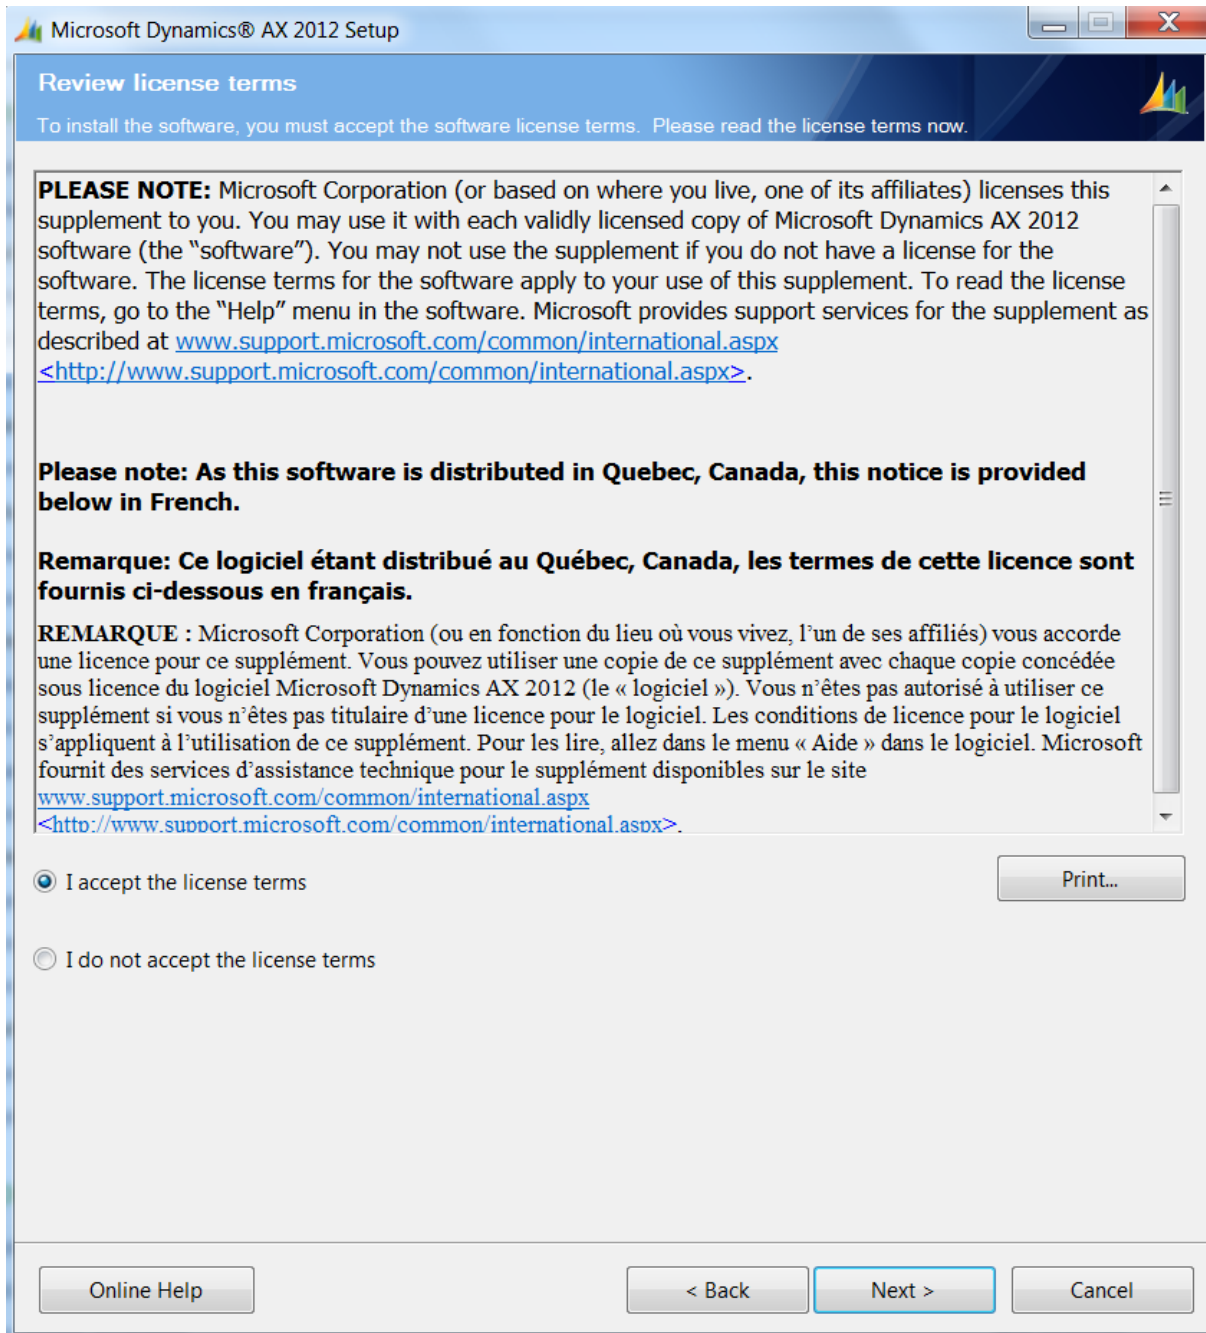 Microsoft Dynamics® AX 2012 Setup
Review license terms
To install the software, you must accept the software license terms.  Please read the license terms now.
PLEASE NOTE: Microsoft Corporation (or based on where you live, one of its affiliates) licenses this
supplement to you. You may use it with each validly licensed copy of Microsoft Dynamics AX 2012
software (the “software”). You may not use the supplement if you do not have a license for the
software. The license terms for the software apply to your use of this supplement. To read the license
terms, go to the “Help” menu in the software. Microsoft provides support services for the supplement as
described at www.support.microsoft.com/common/international.aspx
<http://www.support.microsoft.com/common/international.aspx>.
Please note: As this software is distributed in Quebec, Canada, this notice is provided
below in French.
Remarque: Ce logiciel étant distribué au Québec, Canada, les termes de cette licence sont
fournis ci-dessous en français.
REMARQUE : Microsoft Corporation (ou en fonction du lieu où vous vivez, l’un de ses affiliés) vous accorde
une licence pour ce supplément. Vous pouvez utiliser une copie de ce supplément avec chaque copie concédée
sous licence du logiciel Microsoft Dynamics AX 2012 (le « logiciel »). Vous n’êtes pas autorisé à utiliser ce
supplément si vous n’êtes pas titulaire d’une licence pour le logiciel. Les conditions de licence pour le logiciel
s’appliquent à l’utilisation de ce supplément. Pour les lire, allez dans le menu « Aide » dans le logiciel. Microsoft
fournit des services d’assistance technique pour le supplément disponibles sur le site
www.support.microsoft.com/common/international.aspx
<http://www.support.microsoft.com/common/international.aspx>.
I accept the license terms
Print...
I do not accept the license terms
Online Help
< Back
Next >
Cancel